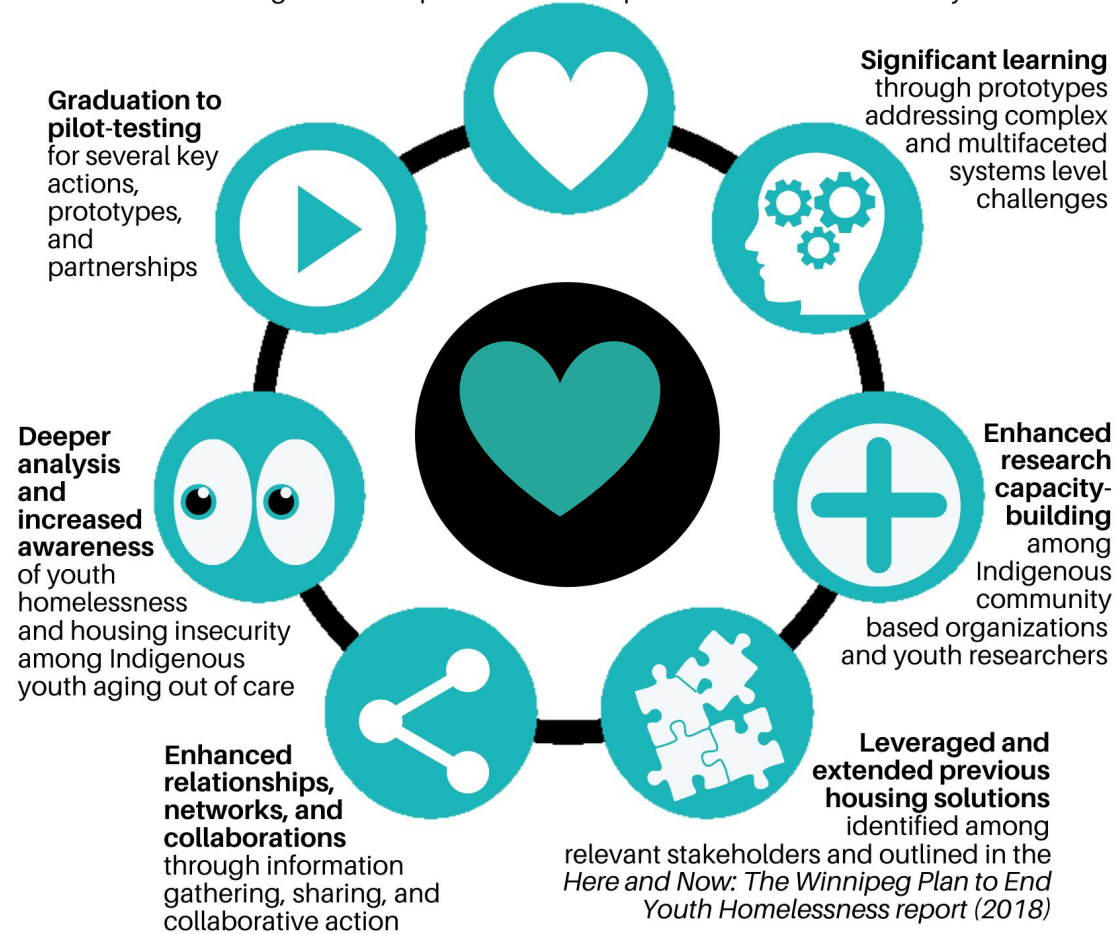 Significant learning
through prototypes
addressing complex
and multifaceted
systems level
challenges
Enhanced
research
capacity-
building
among
Indigenous
community
based organizations
and youth researchers
Leveraged and
extended previous
housing solutions
identified among
relevant stakeholders and outlined in the
Here and Now: The Winnipeg Plan to End
Youth Homelessness report (2018)
Enhanced
relationships,
networks, and
collaborations
through information
gathering, sharing, and
collaborative action
Deeper
analysis
and
increased
awareness
of youth
homelessness
and housing insecurity
among Indigenous
youth aging out of care
Graduation to
pilot-testing
for several key
actions,
prototypes,
and
partnerships